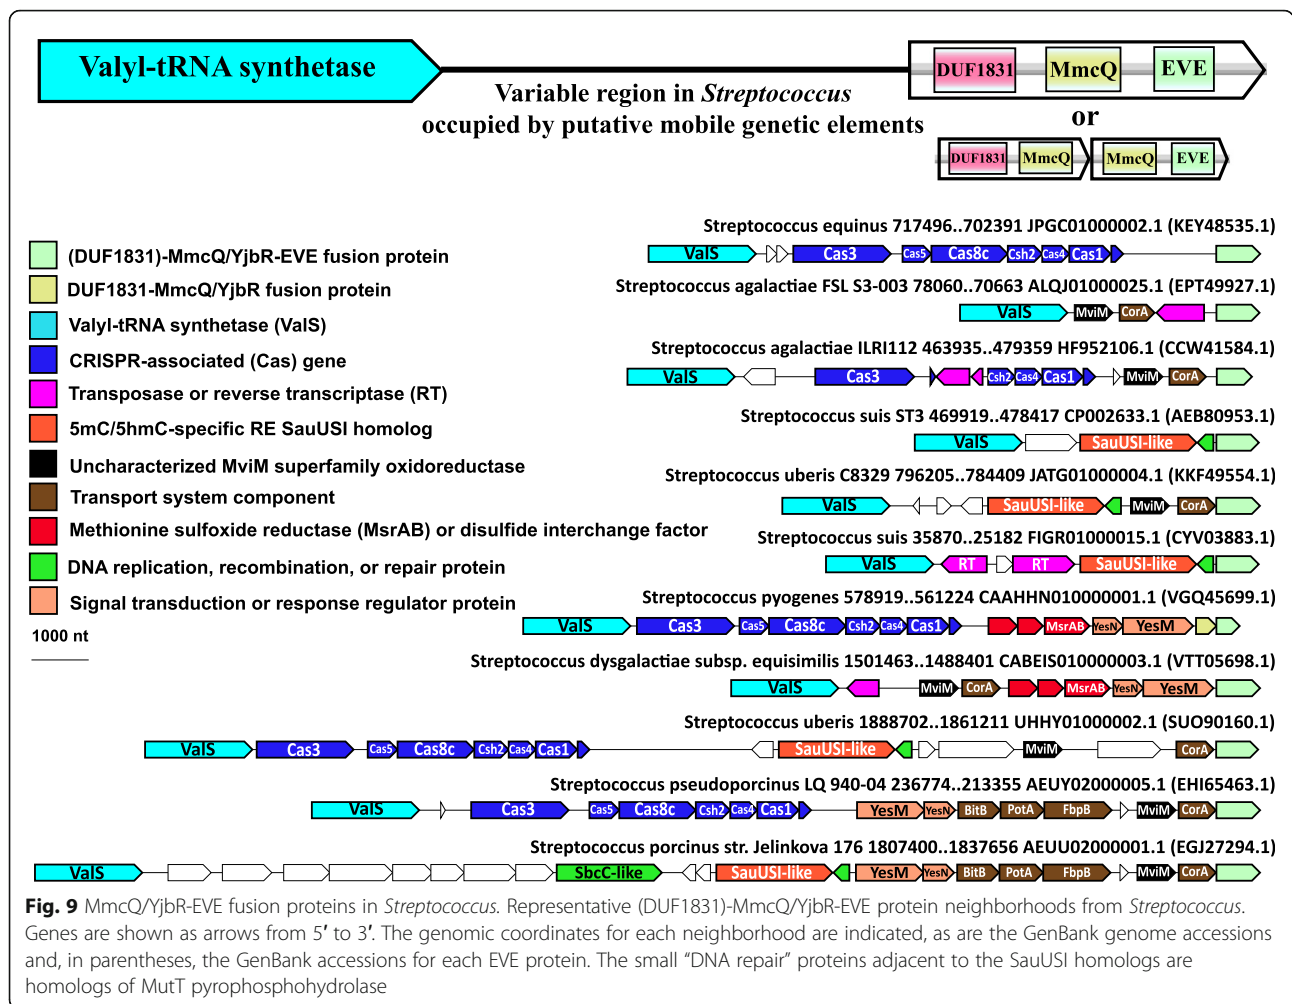 Valyl-tRNA synthetase
DUF1831 MmcQ EVE
Variable region in Streptococcus
occupied by putative mobile genetic elements
or
DUF1831 MmcQ MmcQ EVE
(DUF1831)-MmcQ/YjbR-EVE fusion protein
DUF1831-MmcQ/YjbR fusion protein
Valyl-tRNA synthetase (ValS)
CRISPR-associated (Cas) gene
Transposase or reverse transcriptase (RT)
5mC/5hmC-specific RE SauUSI homolog
Uncharacterized MviM superfamily oxidoreductase
Transport system component
Methionine sulfoxide reductase (MsrAB) or disulfide interchange factor
DNA replication, recombination, or repair protein
Signal transduction or response regulator protein
1000 nt
Streptococcus equinus 717496..702391 JPGC01000002.1 (KEY48535.1)
ValS Cas3 Cas5 Cas8c Csh2 Cas4 Cas1
Streptococcus agalactiae FSL S3-003 78060..70663 ALQJ01000025.1 (EPT49927.1)
ValS MviM CorA
Streptococcus agalactiae ILRI112 463935..479359 HF952106.1 (CCW41584.1)
ValS Cas3 Csh2 Cas4 Cas1 MviM CorA
Streptococcus suis ST3 469919..478417 CP002633.1 (AEB80953.1)
ValS SauUSI-like
Streptococcus uberis C8329 796205..784409 JATG01000004.1 (KKF49554.1)
ValS SauUSI-like MviM CorA
Streptococcus suis 35870..25182 FIGR01000015.1 (CYV03883.1)
ValS RT RT SauUSI-like
Streptococcus pyogenes 578919..561224 CAAHHN010000001.1 (VGQ45699.1)
ValS Cas3 Cas5 Cas8c Csh2 Cas4 Cas1 MsrAB YesN YesM
Streptococcus dysgalactiae subsp. equisimilis 1501463..1488401 CABEIS010000003.1 (VTT05698.1)
ValS MviM CorA MsrAB YesN YesM
Streptococcus uberis 1888702..1861211 UHHY01000002.1 (SUO90160.1)
ValS Cas3 Cas5 Cas8c Csh2 Cas4 Cas1 SauUSI-like MviM CorA
Streptococcus pseudoporcinus LQ 940-04 236774..213355 AEUY02000005.1 (EHI65463.1)
ValS Cas3 Cas5 Cas8c Csh2 Cas4 Cas1 YesM YesN BitB PotA FbpB MviM CorA
Streptococcus porcinus str. Jelinkova 176 1807400..1837656 AEUU02000001.1 (EGJ27294.1)
ValS SbcC-like SauUSI-like YesM YesN BitB PotA FbpB MviM CorA
Fig. 9 MmcQ/YjbR-EVE fusion proteins in Streptococcus. Representative (DUF1831)-MmcQ/YjbR-EVE protein neighborhoods from Streptococcus.
Genes are shown as arrows from 5′ to 3′. The genomic coordinates for each neighborhood are indicated, as are the GenBank genome accessions
and, in parentheses, the GenBank accessions for each EVE protein. The small “DNA repair” proteins adjacent to the SauUSI homologs are
homologs of MutT pyrophosphohydrolase